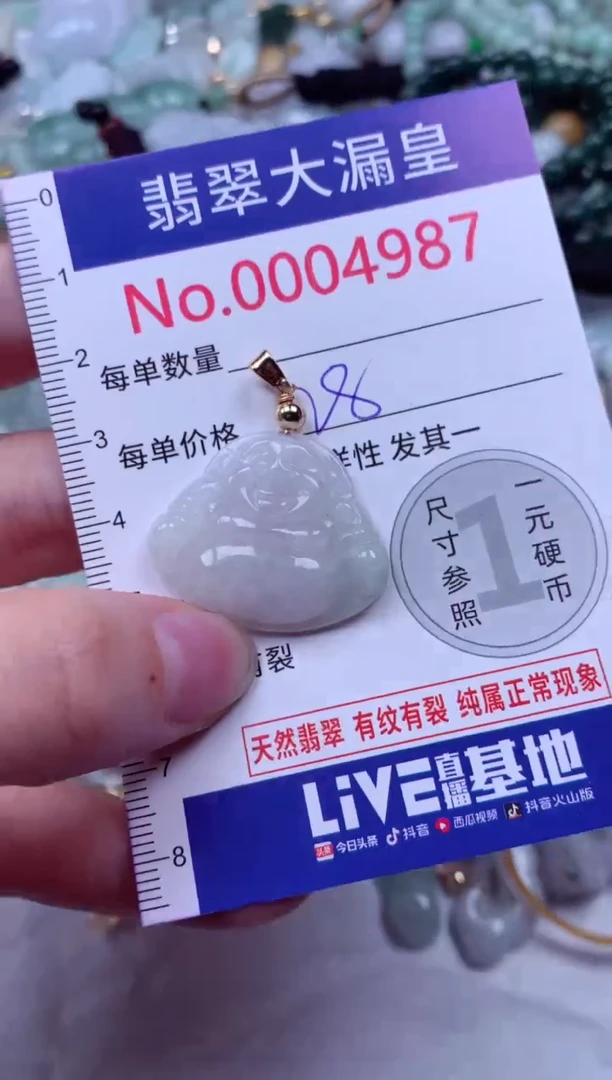 翡翠大漏皇
No.0004987
每单数量
28
每单价格
样性 发其一
一元硬币
1
尺寸参照
有裂
天然翡翠 有纹有裂 纯属正常现象
LiVE直播基地
头条 今日头条 抖音 西瓜视频 抖音火山版
0
1
2
3
4
7
8